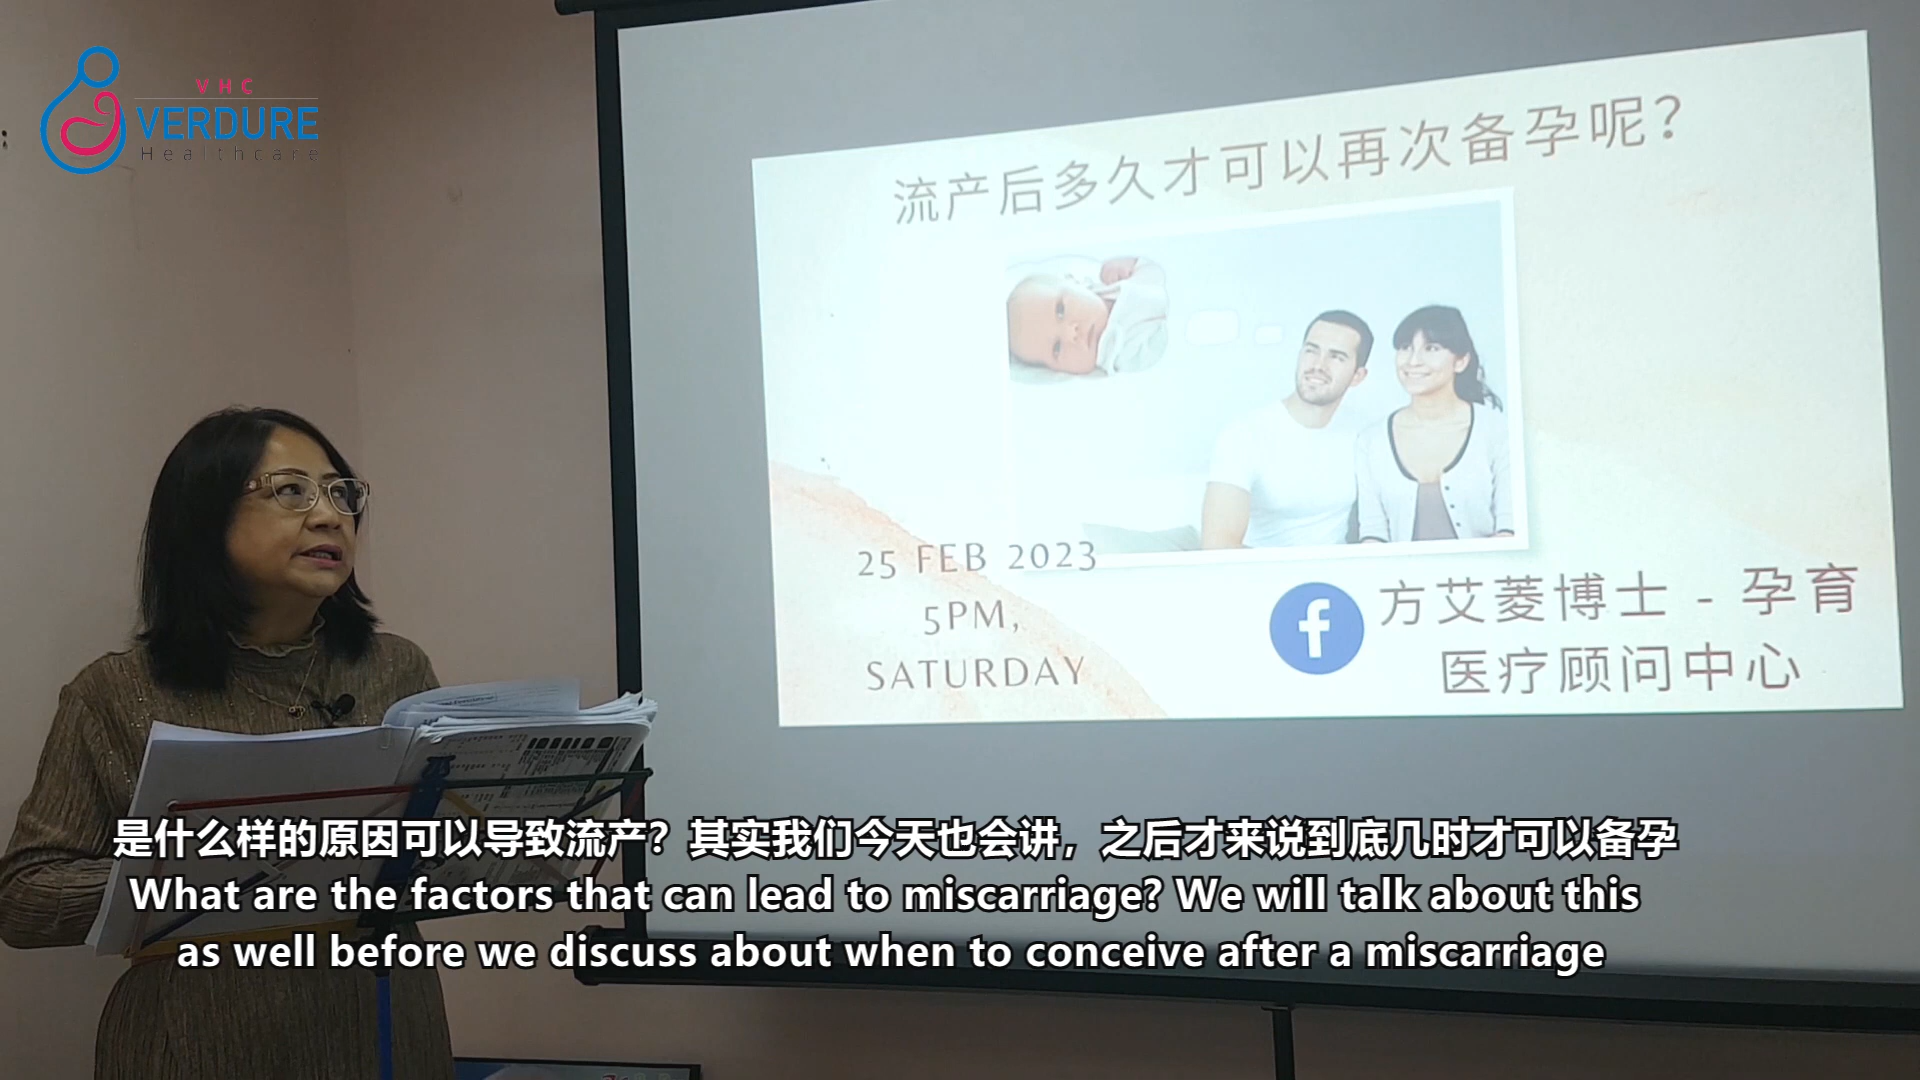 VHC
VERDURE
Healthcare
流产后多久才可以再次备孕呢?
25 FEB 2023
5PM,
SATURDAY
f
方艾菱博士 - 孕育
医疗顾问中心
是什么样的原因可以导致流产？其实我们今天也会讲，之后才来说到底几时才可以备孕
What are the factors that can lead to miscarriage? We will talk about this
as well before we discuss about when to conceive after a miscarriage